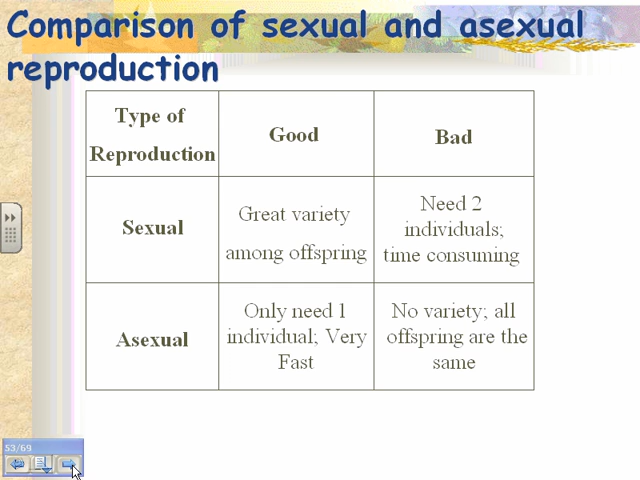 Comparison of sexual and asexual
reproduction
Type of
Reproduction
Good
Bad
Sexual
Great variety
among offspring
Need 2
individuals;
time consuming
Asexual
Only need 1
individual; Very
Fast
No variety; all
offspring are the
same
53/69